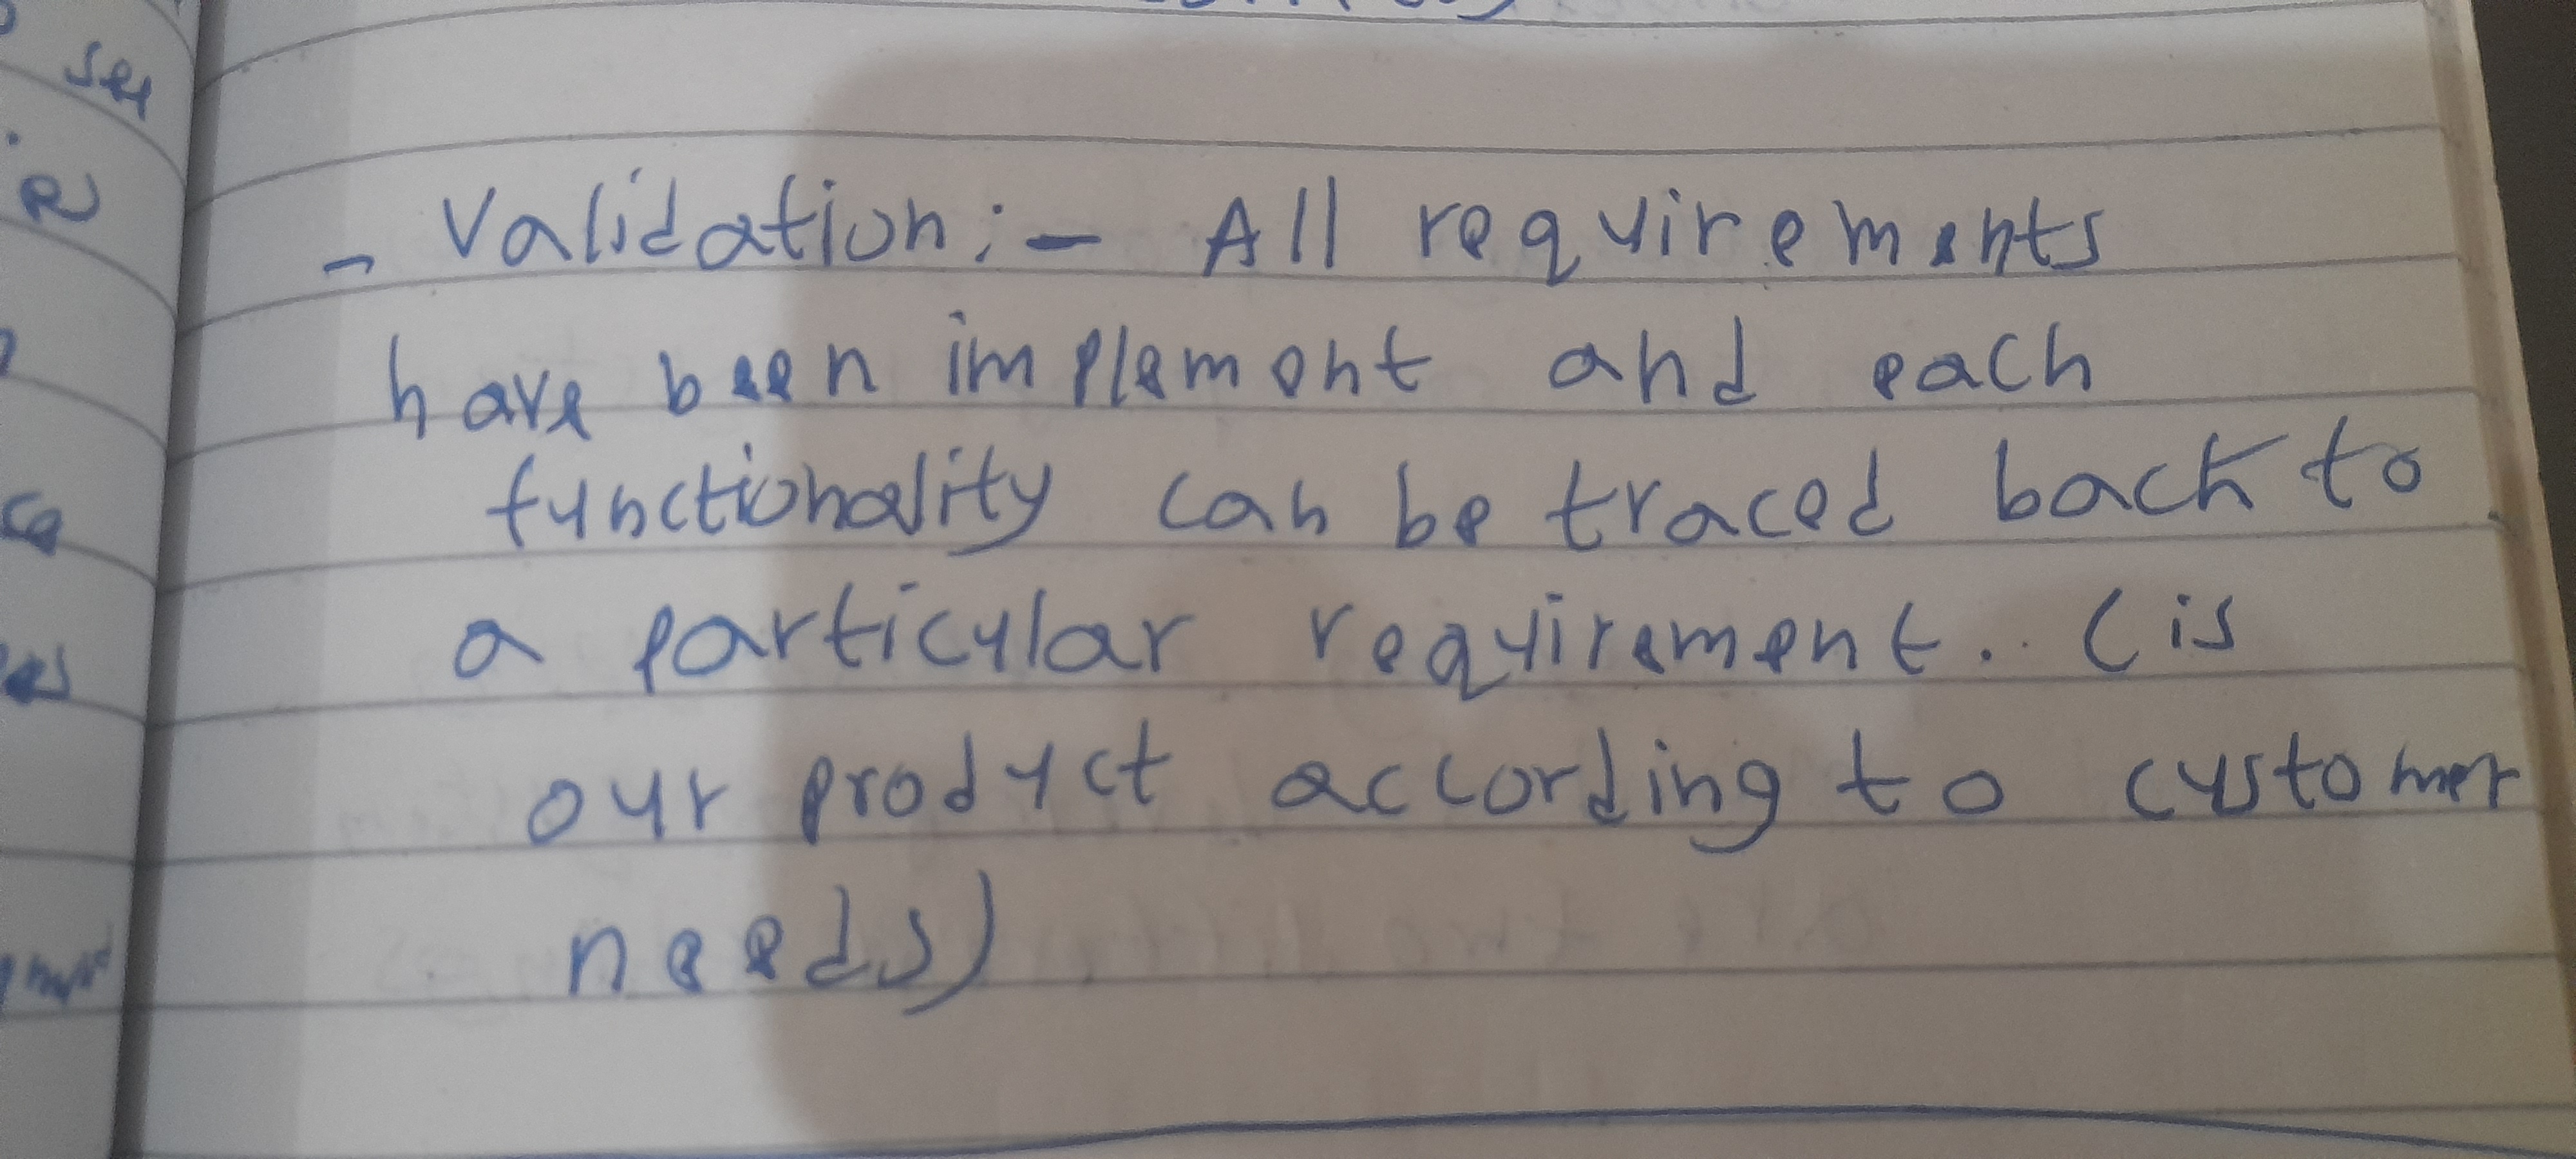 - Validation :- All requirements
have been implement and each
functionality can be traced back to
a particular requirement.. (is
our product according to customer
needs)